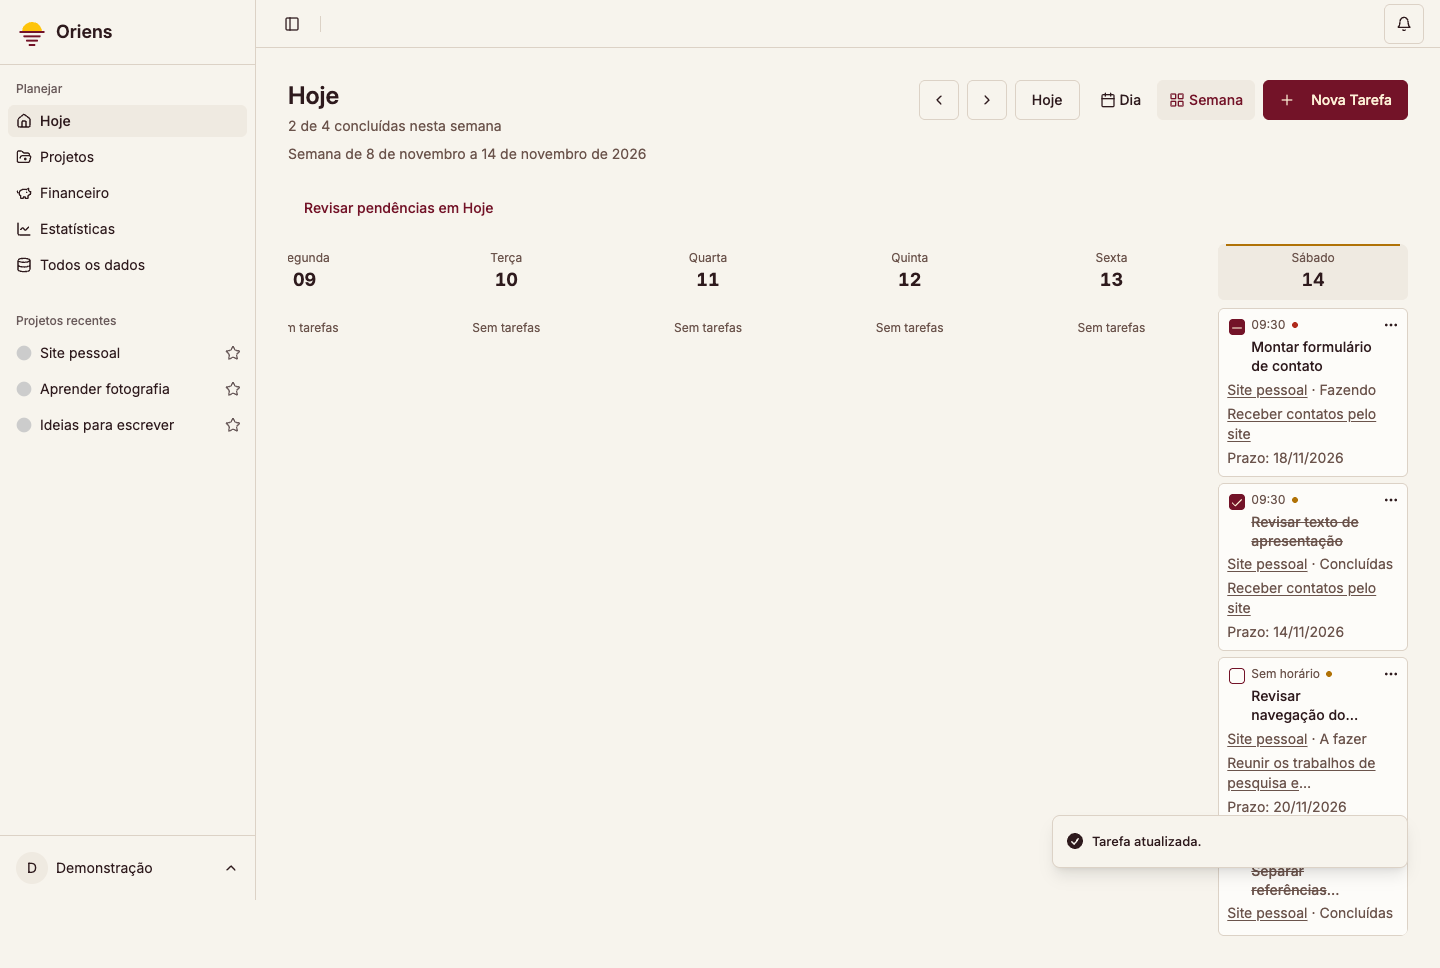 Oriens
Planejar
Hoje
Projetos
Financeiro
Estatísticas
Todos os dados
Projetos recentes
Site pessoal
Aprender fotografia
Ideias para escrever
D Demonstração
Hoje
2 de 4 concluídas nesta semana
Semana de 8 de novembro a 14 de novembro de 2026
Hoje
Dia
Semana
Nova Tarefa
Revisar pendências em Hoje
egunda
09
m tarefas
Terça
10
Sem tarefas
Quarta
11
Sem tarefas
Quinta
12
Sem tarefas
Sexta
13
Sem tarefas
Sábado
14
09:30
Montar formulário
de contato
Site pessoal · Fazendo
Receber contatos pelo
site
Prazo: 18/11/2026
09:30
Revisar texto de
apresentação
Site pessoal · Concluídas
Receber contatos pelo
site
Prazo: 14/11/2026
Sem horário
Revisar
navegação do...
Site pessoal · A fazer
Reunir os trabalhos de
pesquisa e...
Prazo: 20/11/2026
Tarefa atualizada.
Separar
referências...
Site pessoal · Concluídas